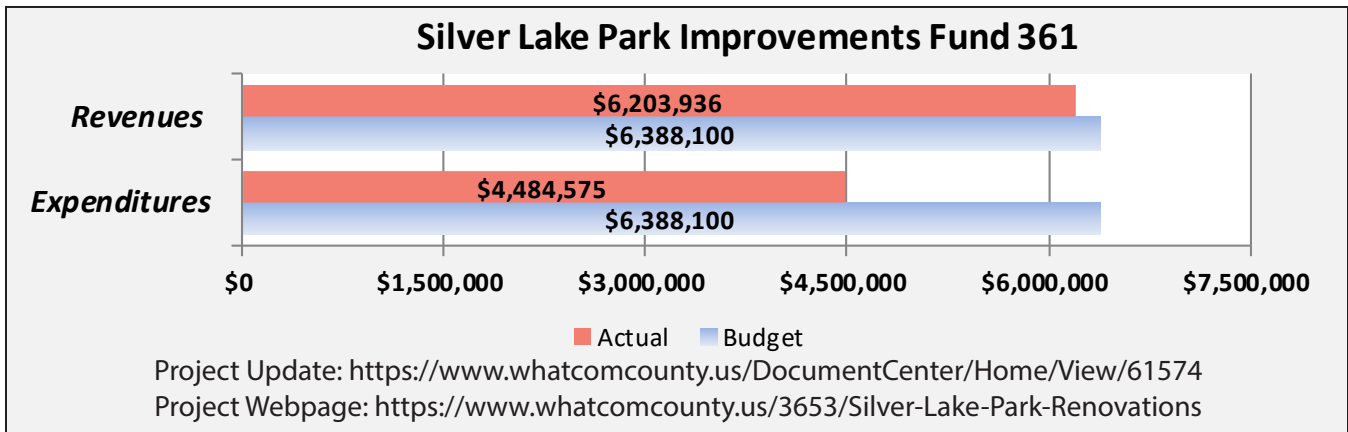 Silver Lake Park Improvements Fund 361
Revenues
$6,203,936
$6,388,100
Expenditures
$4,484,575
$6,388,100
$0 $1,500,000 $3,000,000 $4,500,000 $6,000,000 $7,500,000
Actual Budget
Project Update: https://www.whatcomcounty.us/DocumentCenter/Home/View/61574
Project Webpage: https://www.whatcomcounty.us/3653/Silver-Lake-Park-Renovations